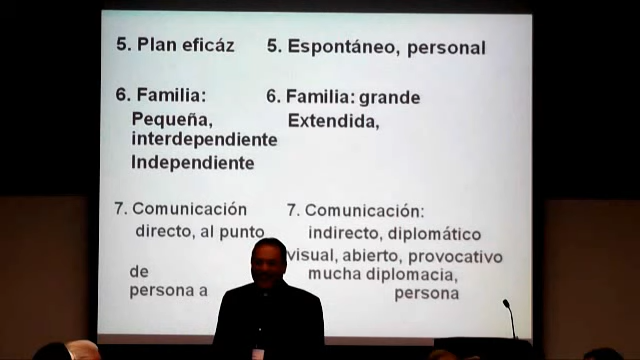 5. Plan eficáz
6. Familia:
Pequeña,
interdependiente
Independiente
7. Comunicación
directo, al punto
de
persona a
5. Espontáneo, personal
6. Familia: grande
Extendida,
7. Comunicación:
indirecto, diplomático
visual, abierto, provocativo
mucha diplomacia,
persona